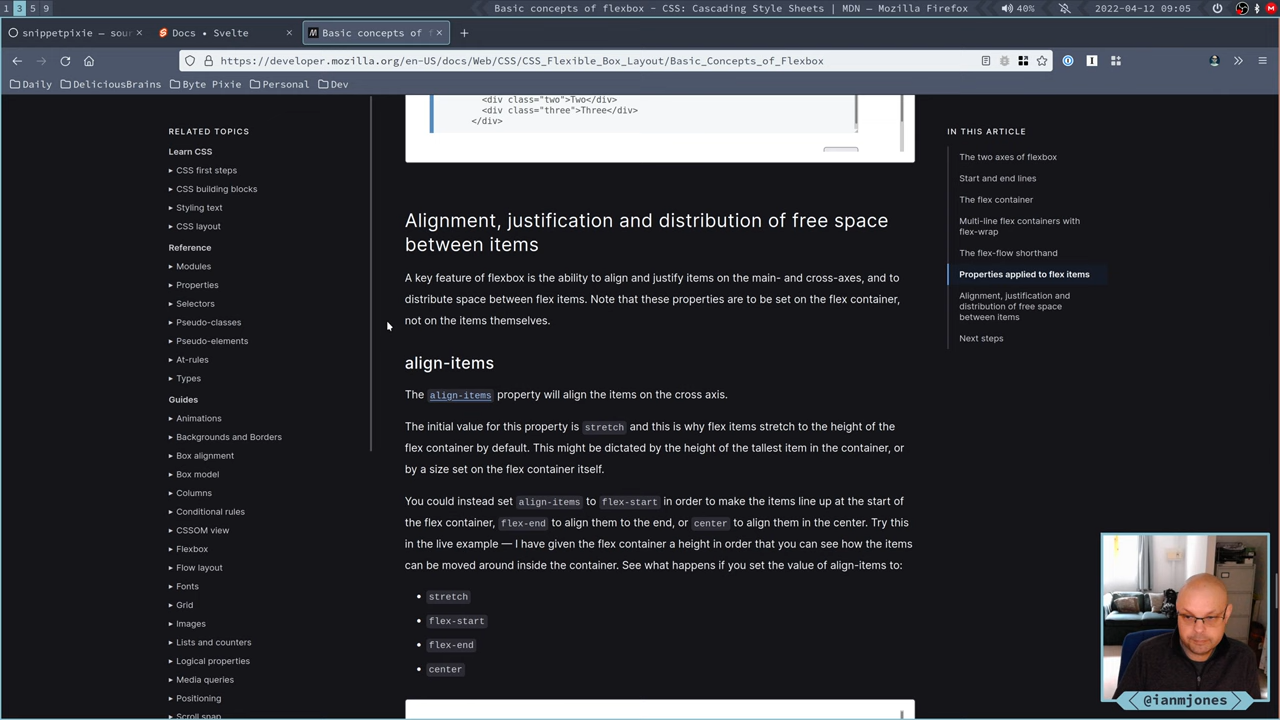 1 3 5 9
Basic concepts of flexbox - CSS: Cascading Style Sheets | MDN — Mozilla Firefox
40%
2022-04-12 09:05
snippetpixie — sour
Docs • Svelte
Basic concepts of f
https://developer.mozilla.org/en-US/docs/Web/CSS/CSS_Flexible_Box_Layout/Basic_Concepts_of_Flexbox
Daily
DeliciousBrains
Byte Pixie
Personal
Dev
RELATED TOPICS
Learn CSS
CSS first steps
CSS building blocks
Styling text
CSS layout
Reference
Modules
Properties
Selectors
Pseudo-classes
Pseudo-elements
At-rules
Types
Guides
Animations
Backgrounds and Borders
Box alignment
Box model
Columns
Conditional rules
CSSOM view
Flexbox
Flow layout
Fonts
Grid
Images
Lists and counters
Logical properties
Media queries
Positioning
Scroll snap
<div class="two">Two</div>
<div class="three">Three</div>
</div>
Alignment, justification and distribution of free space
between items
A key feature of flexbox is the ability to align and justify items on the main- and cross-axes, and to
distribute space between flex items. Note that these properties are to be set on the flex container,
not on the items themselves.
align-items
The align-items property will align the items on the cross axis.
The initial value for this property is stretch and this is why flex items stretch to the height of the
flex container by default. This might be dictated by the height of the tallest item in the container, or
by a size set on the flex container itself.
You could instead set align-items to flex-start in order to make the items line up at the start of
the flex container, flex-end to align them to the end, or center to align them in the center. Try this
in the live example — I have given the flex container a height in order that you can see how the items
can be moved around inside the container. See what happens if you set the value of align-items to:
• stretch
• flex-start
• flex-end
• center
IN THIS ARTICLE
The two axes of flexbox
Start and end lines
The flex container
Multi-line flex containers with
flex-wrap
The flex-flow shorthand
Properties applied to flex items
Alignment, justification and
distribution of free space
between items
Next steps
@ianmjones